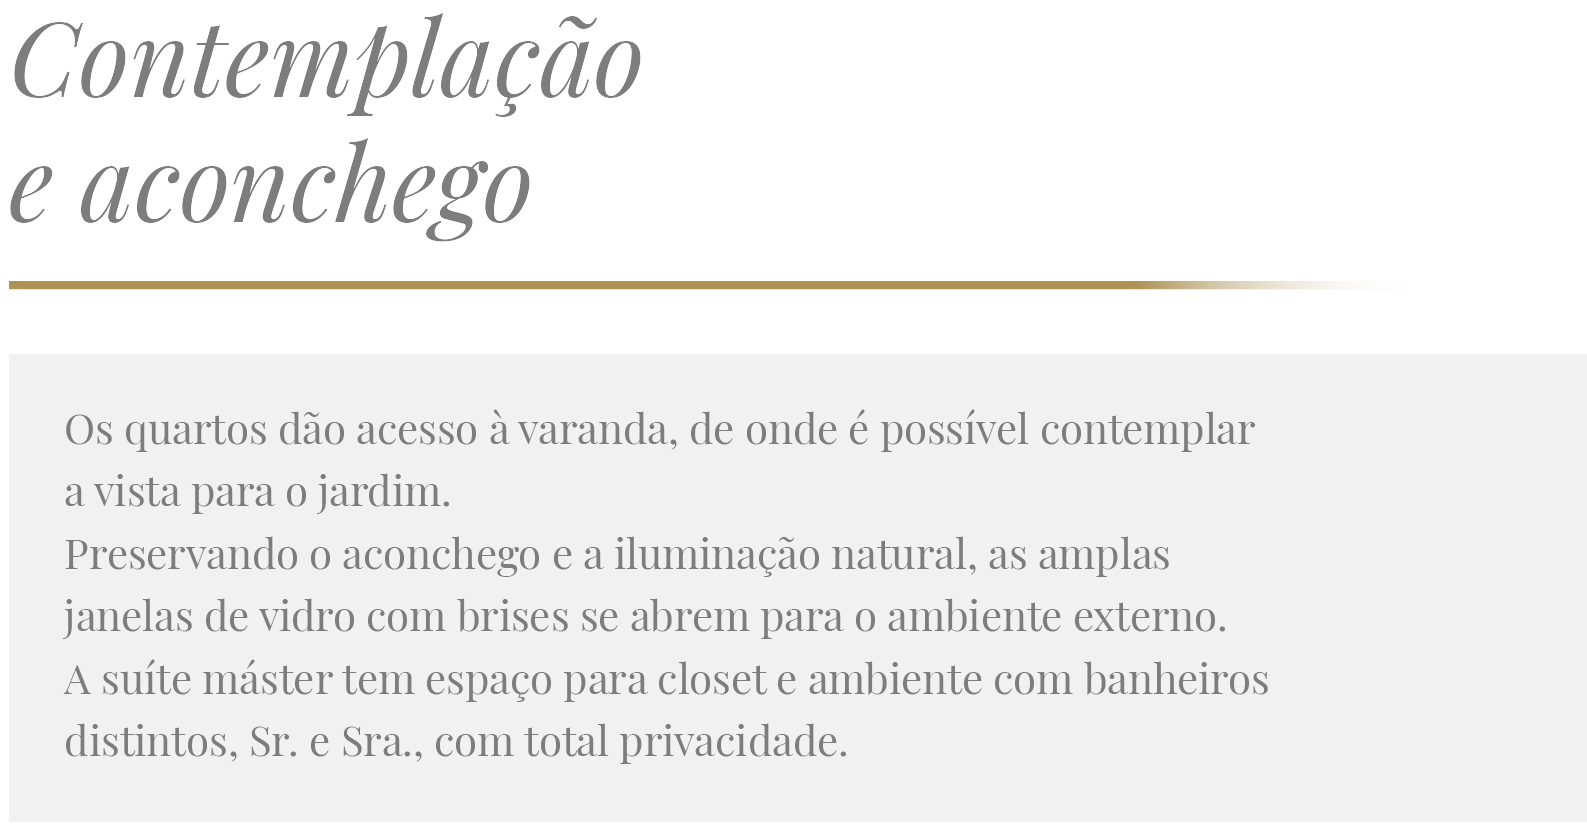 Contemplação
e aconchego
Os quartos dão acesso à varanda, de onde é possível contemplar
a vista para o jardim.
Preservando o aconchego e a iluminação natural, as amplas
janelas de vidro com brises se abrem para o ambiente externo.
A suíte máster tem espaço para closet e ambiente com banheiros
distintos, Sr. e Sra., com total privacidade.